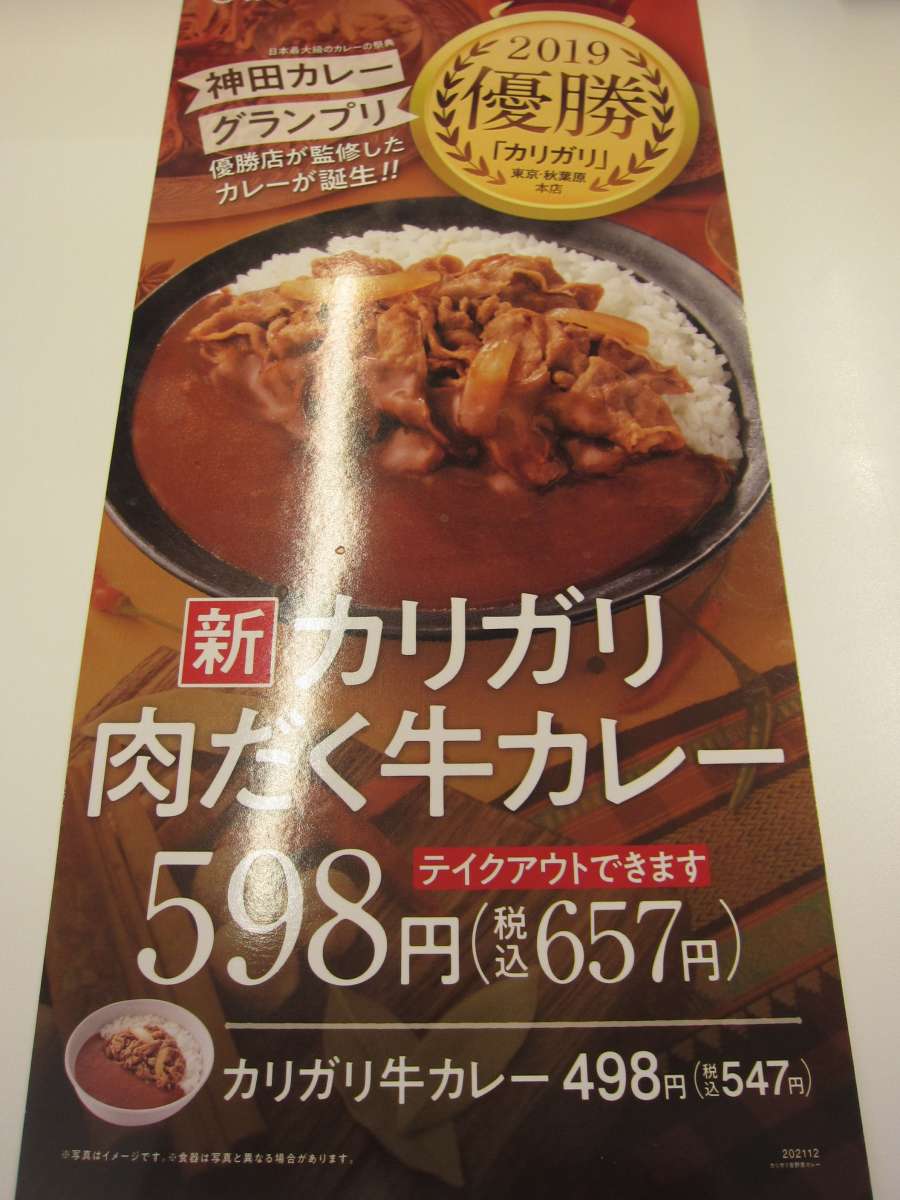 日本最大級のカレーの祭典
神田カレー
グランプリ
優勝店が監修した
カレーが誕生!!
2019
優勝
「カリガリ」
東京・秋葉原
本店
新 カリガリ
肉だく牛カレー
テイクアウトできます
598円(税込657円)
カリガリ牛カレー 498円(税込547円)
※写真はイメージです。※食器は写真と異なる場合があります。
202112